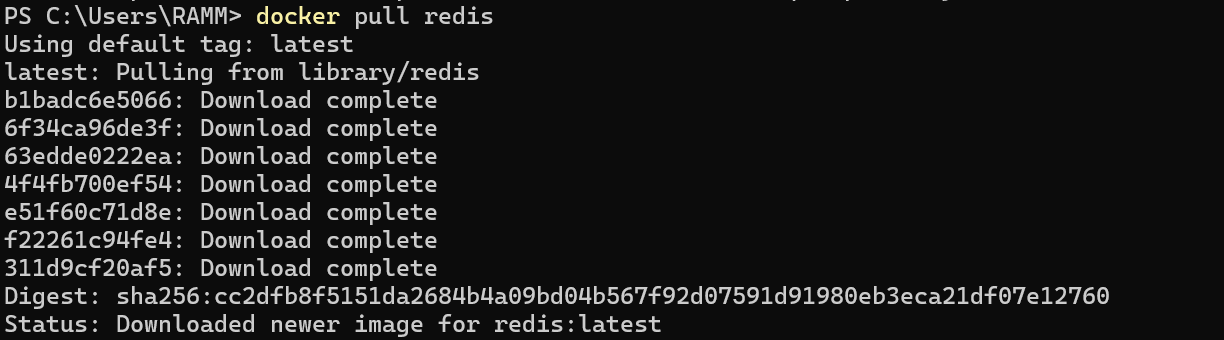 PS C:\Users\RAMM> docker pull redis
Using default tag: latest
latest: Pulling from library/redis
b1badc6e5066: Download complete
6f34ca96de3f: Download complete
63edde0222ea: Download complete
4f4fb700ef54: Download complete
e51f60c71d8e: Download complete
f22261c94fe4: Download complete
311d9cf20af5: Download complete
Digest: sha256:cc2dfb8f5151da2684b4a09bd04b567f92d07591d91980eb3eca21df07e12760
Status: Downloaded newer image for redis:latest